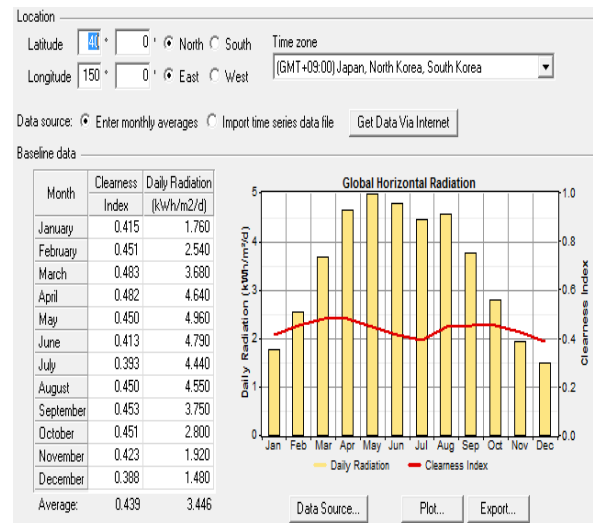 Location
Latitude 40 ° 0 ' North South
Time zone
Longitude 150 ° 0 ' East West
(GMT+09:00) Japan, North Korea, South Korea
Data source: Enter monthly averages Import time series data file Get Data Via Internet
Baseline data
Month Clearness Index Daily Radiation (kWh/m2/d)
January 0.415 1.760
February 0.451 2.540
March 0.483 3.680
April 0.482 4.640
May 0.450 4.960
June 0.413 4.790
July 0.393 4.440
August 0.450 4.550
September 0.453 3.750
October 0.451 2.800
November 0.423 1.920
December 0.388 1.480
Average: 0.439 3.446
Global Horizontal Radiation
Daily Radiation (kWh/m²/d)
5
4
3
2
1
0
1.0
0.8
0.6
0.4
0.2
0.0
Clearness Index
Jan Feb Mar Apr May Jun Jul Aug Sep Oct Nov Dec
Daily Radiation Clearness Index
Data Source... Plot... Export...